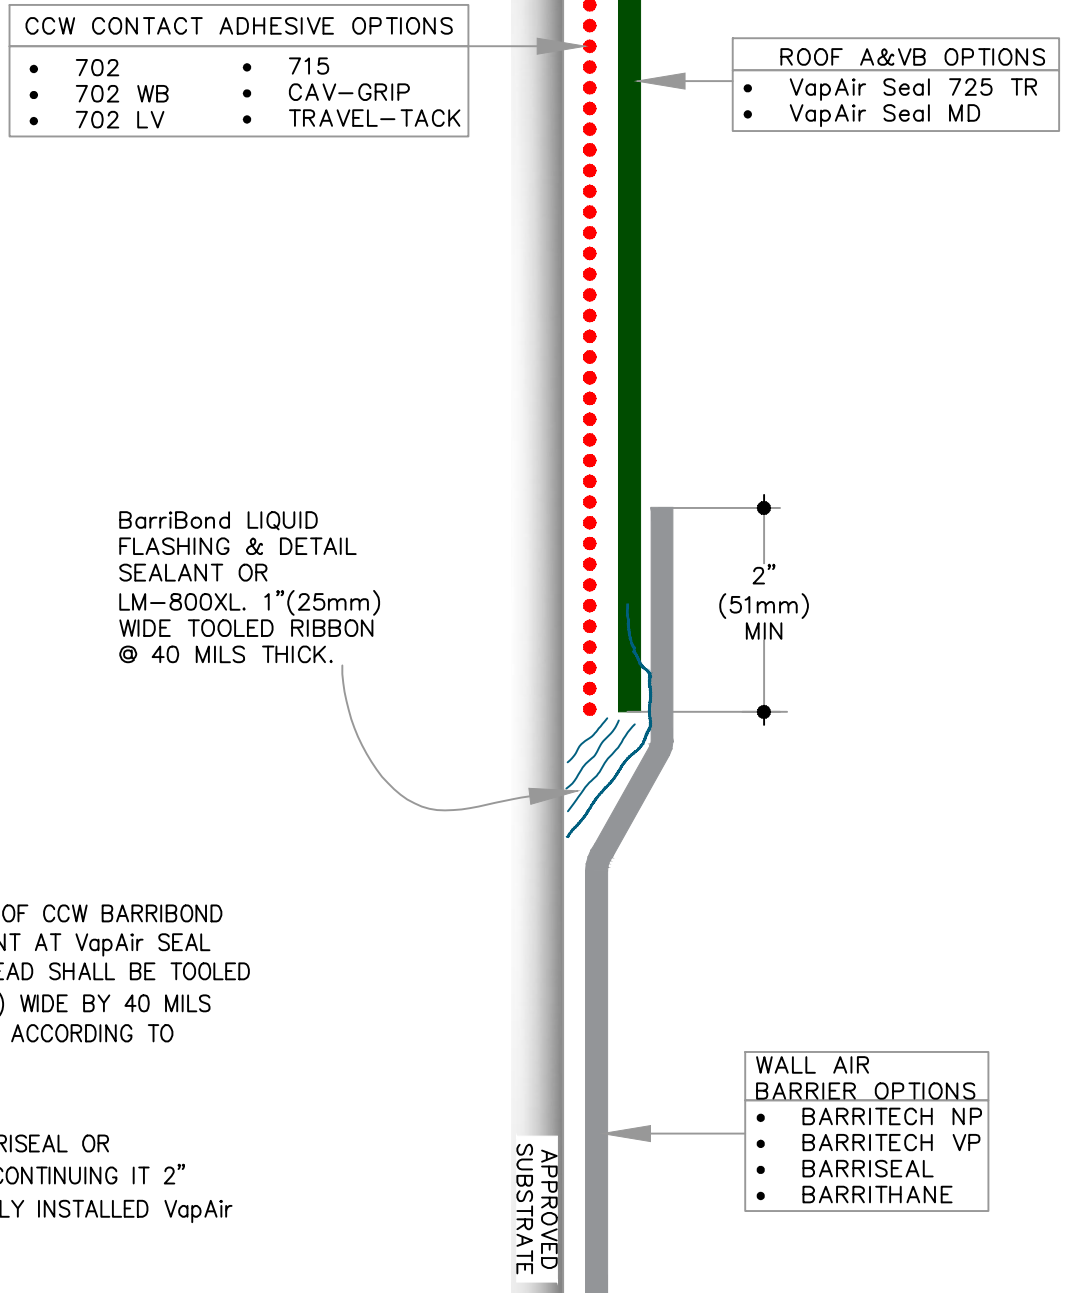 CCW CONTACT ADHESIVE OPTIONS
• 702
• 702 WB
• 702 LV
• 715
• CAV-GRIP
• TRAVEL-TACK
ROOF A&VB OPTIONS
• VapAir Seal 725 TR
• VapAir Seal MD
BarriBond LIQUID
FLASHING & DETAIL
SEALANT OR
LM-800XL. 1"(25mm)
WIDE TOOLED RIBBON
@ 40 MILS THICK.
2"
(51mm)
MIN
OF CCW BARRIBOND
NT AT VapAir SEAL
EAD SHALL BE TOOLED
) WIDE BY 40 MILS
ACCORDING TO
RISEAL OR
CONTINUING IT 2"
LY INSTALLED VapAir
APPROVED
SUBSTRATE
WALL AIR
BARRIER OPTIONS
• BARRITECH NP
• BARRITECH VP
• BARRISEAL
• BARRITHANE